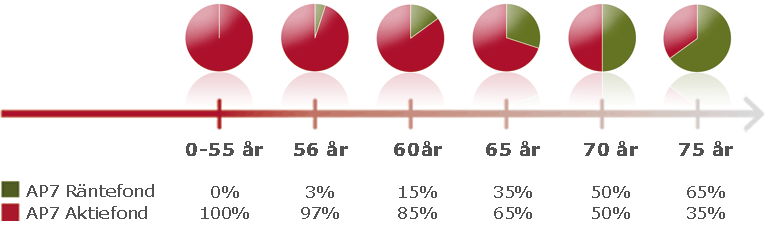 0-55 år 56 år 60år 65 år 70 år 75 år
AP7 Räntefond 0% 3% 15% 35% 50% 65%
AP7 Aktiefond 100% 97% 85% 65% 50% 35%